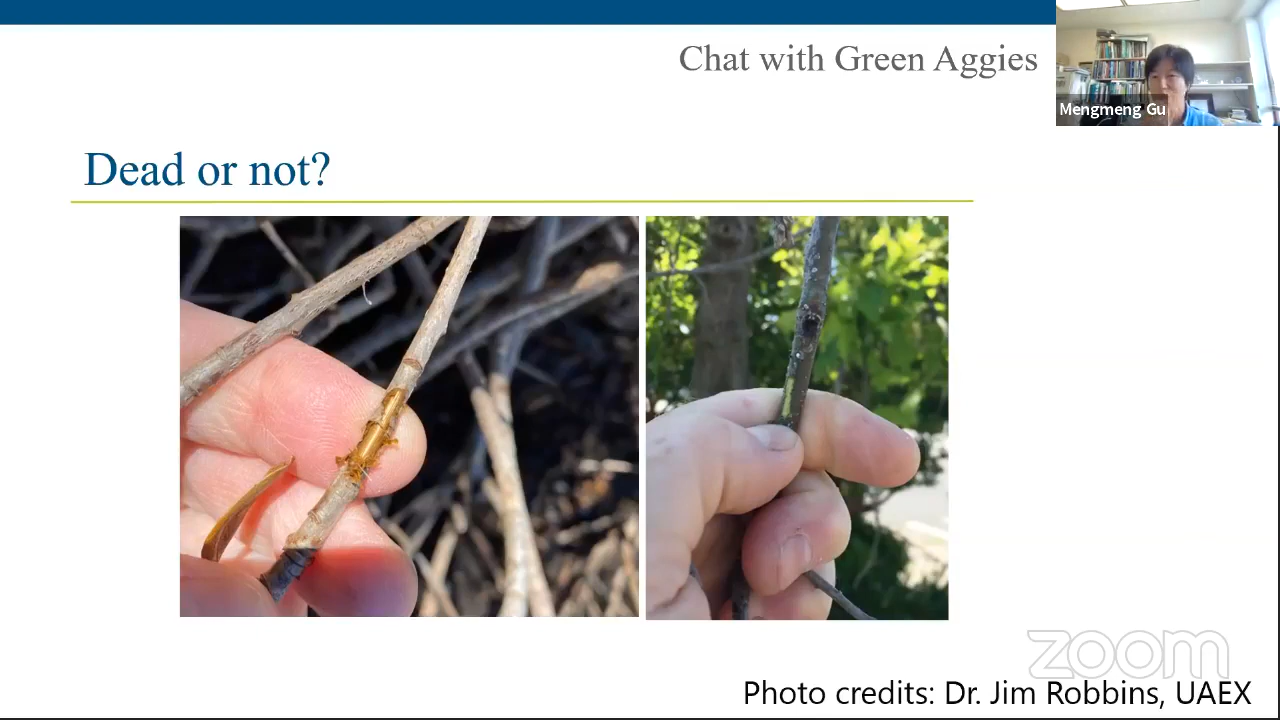 Chat with Green Aggies
Mengmeng Gu
Dead or not?
zoom
Photo credits: Dr. Jim Robbins, UAEX